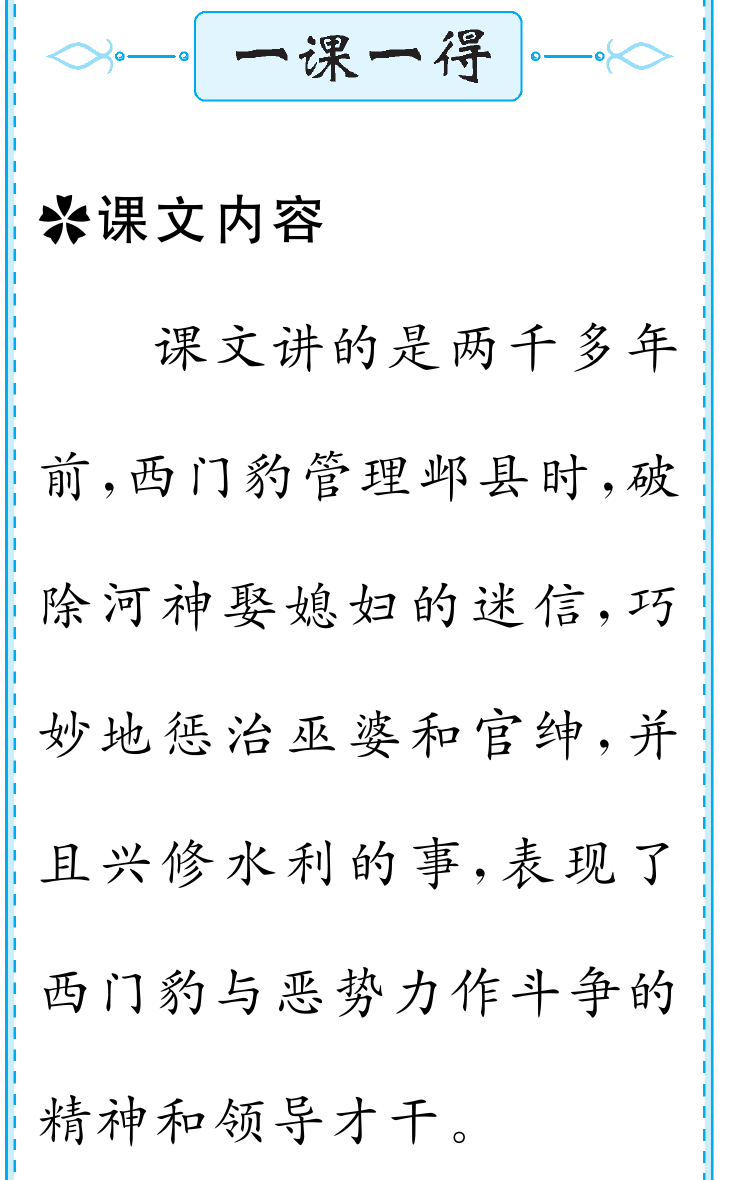 一课一得
课文内容
课文讲的是两千多年
前，西门豹管理邺县时，破
除河神娶媳妇的迷信，巧
妙地惩治巫婆和官绅，并
且兴修水利的事，表现了
西门豹与恶势力作斗争的
精神和领导才干。